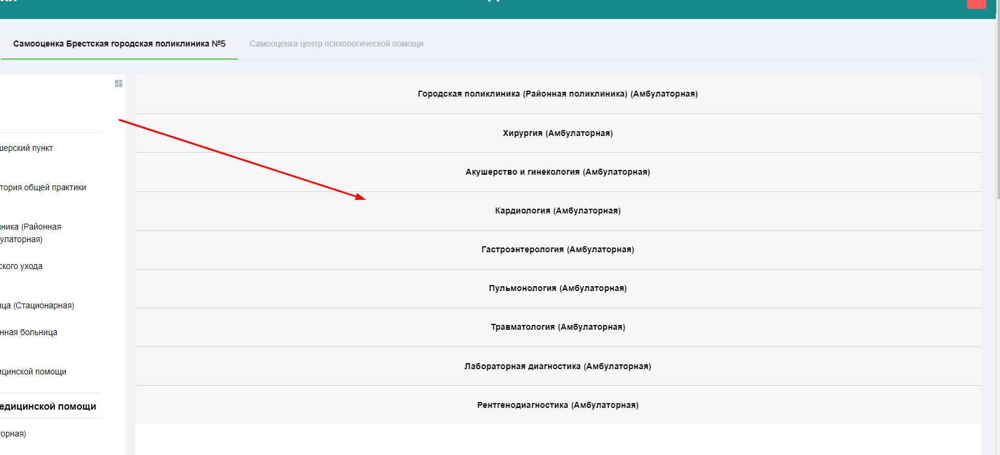 Самооценка Брестская городская поликлиника №5
Самооценка центр психологической помощи
Городская поликлиника (Районная поликлиника) (Амбулаторная)
Хирургия (Амбулаторная)
Акушерство и гинекология (Амбулаторная)
Кардиология (Амбулаторная)
Гастроэнтерология (Амбулаторная)
Пульмонология (Амбулаторная)
Травматология (Амбулаторная)
Лабораторная диагностика (Амбулаторная)
Рентгенодиагностика (Амбулаторная)
шерский пункт
тория общей практики
ника (Районная
улаторная)
ского ухода
ица (Стационарная)
нная больница
ицинской помощи
едицинской помощи
торная)